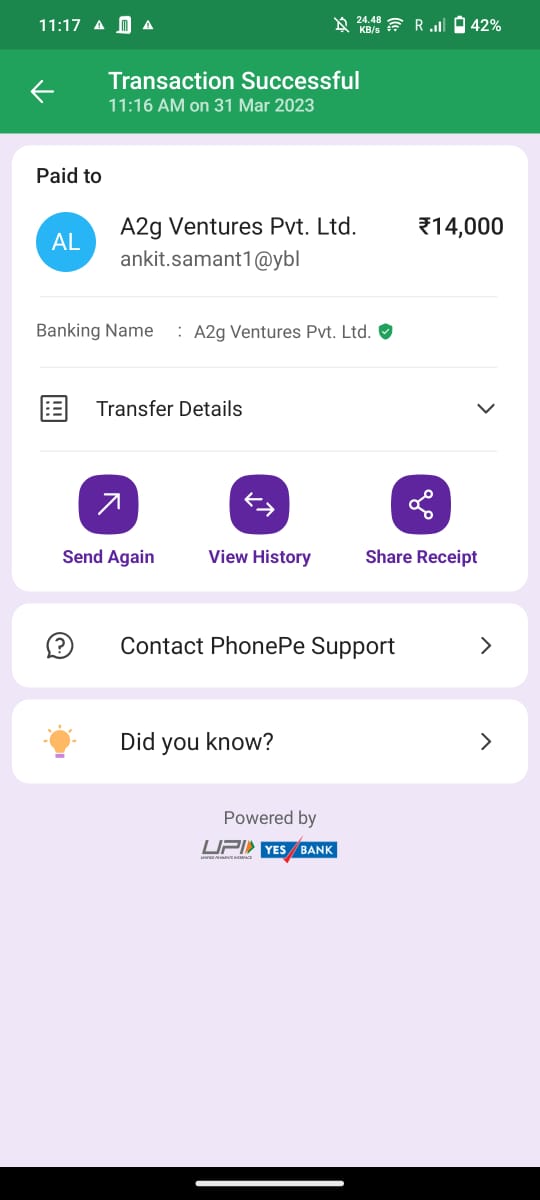 11:17 24.48 KB/s R 42%
Transaction Successful
11:16 AM on 31 Mar 2023
Paid to
AL A2g Ventures Pvt. Ltd. ₹14,000
ankit.samant1@ybl
Banking Name : A2g Ventures Pvt. Ltd.
Transfer Details
Send Again View History Share Receipt
Contact PhonePe Support
Did you know?
Powered by
UPI YES BANK
UNIFIED PAYMENTS INTERFACE